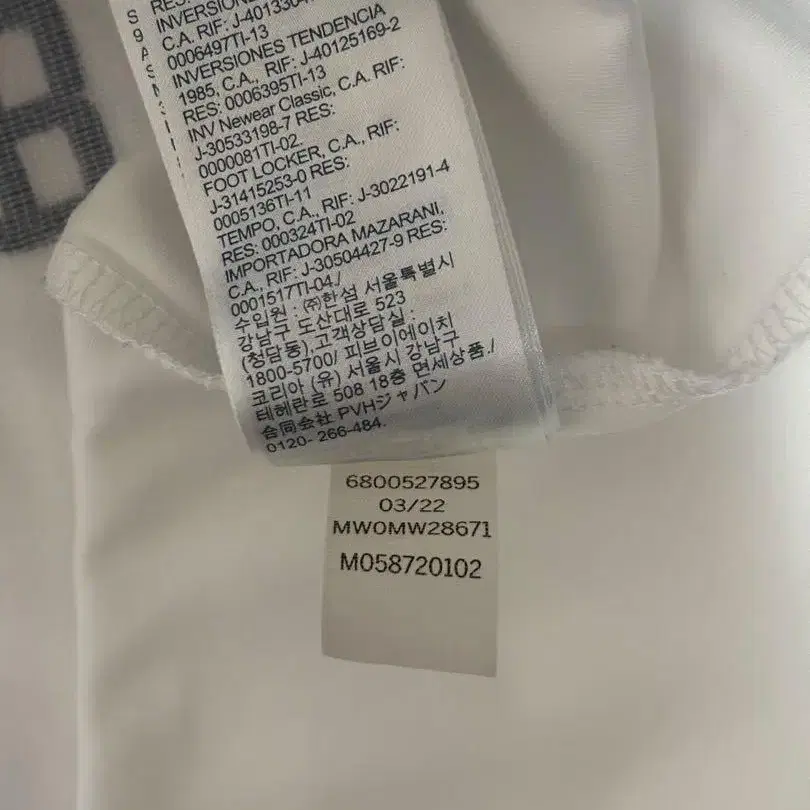 S
9
A
S
INVERSIONE
C.A. RIF: J-401330
0006497TI-13
INVERSIONES TENDENCIA
1985, C.A., RIF: J-40125169-2
RES: 0006395TI-13
INV Newear Classic, C.A. RIF:
J-30533198-7 RES:
0000081TI-02.
FOOT LOCKER, C.A., RIF:
J-31415253-0 RES:
0005136TI-11
TEMPO, C.A., RIF: J-3022191-4
RES: 000324TI-02
IMPORTADORA MAZARANI,
C.A., RIF: J-30504427-9 RES:
0001517TI-04./
수입원 : ㈜한섬 서울특별시
강남구 도산대로 523
(청담동),고객상담실 :
1800-5700/ 피브이에이치
코리아 (유) 서울시 강남구
테헤란로 508 18층 면세상품./
合同会社 PVHジャパン
0120- 266-484.
6800527895
03/22
MW0MW28671
M058720102